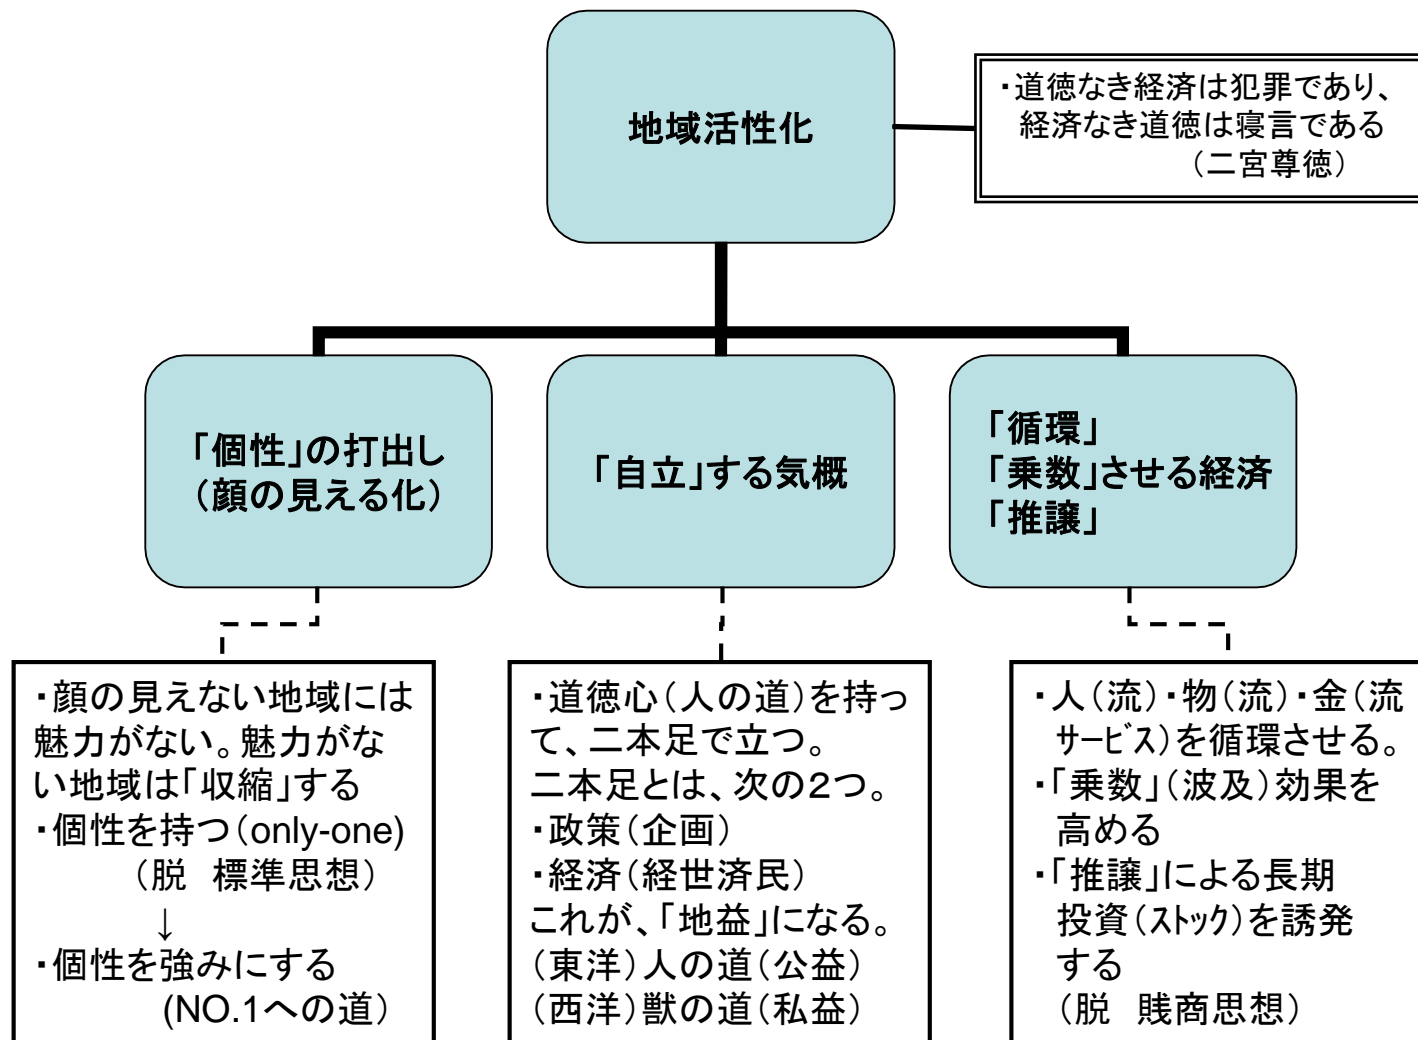 地域活性化
・道徳なき経済は犯罪であり、
経済なき道徳は寝言である
（二宮尊徳）
「個性」の打出し
（顔の見える化）
「自立」する気概
「循環」
「乗数」させる経済
「推譲」
・顔の見えない地域には
魅力がない。魅力がな
い地域は「収縮」する
・個性を持つ（only-one)
（脱　標準思想）
↓
・個性を強みにする
(NO.1への道）
・道徳心（人の道）を持っ
て、二本足で立つ。
二本足とは、次の２つ。
・政策（企画）
・経済（経世済民）
これが、「地益」になる。
（東洋）人の道（公益）
（西洋）獣の道（私益）
・人（流）・物（流）・金（流
ｻｰﾋﾞｽ）を循環させる。
・「乗数」（波及）効果を
高める
・「推譲」による長期
投資（ｽﾄｯｸ）を誘発
する
（脱　賎商思想）